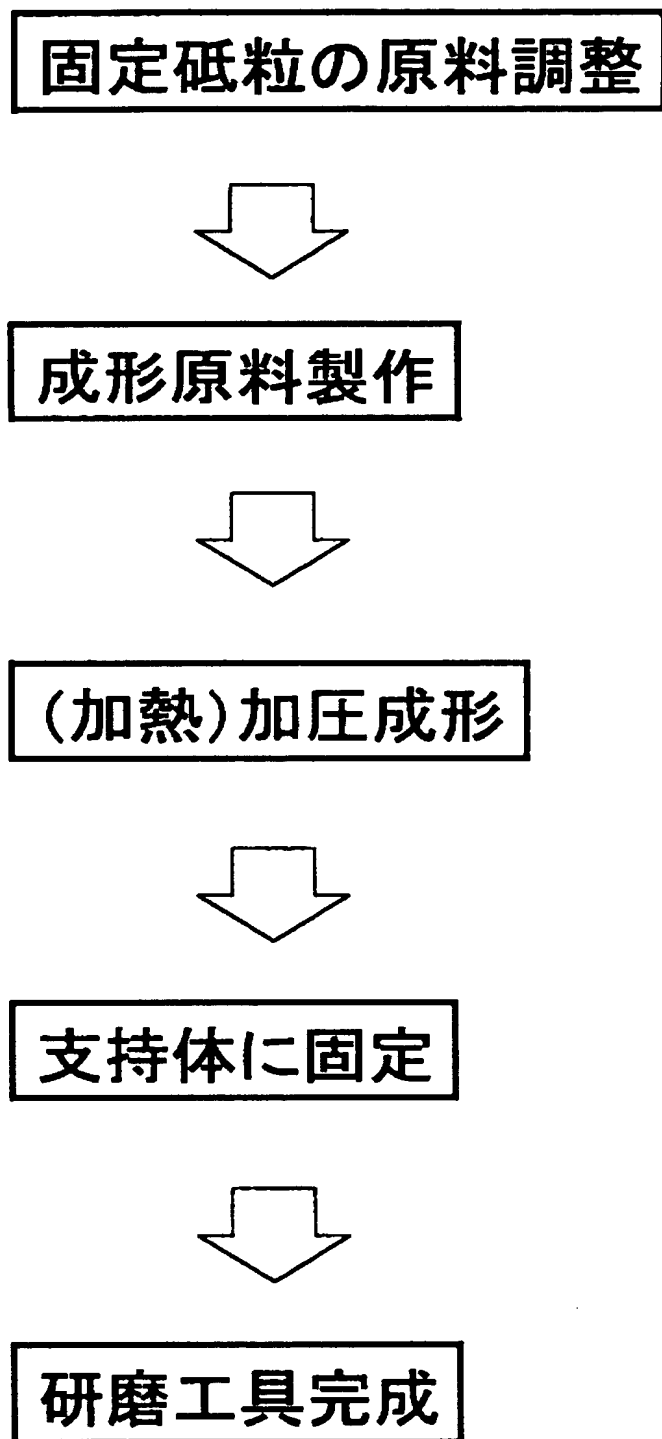 固定砥粒の原料調整
成形原料製作
(加熱)加圧成形
支持体に固定
研磨工具完成